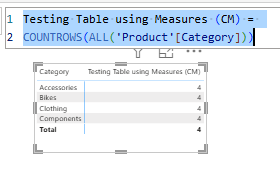 1 Testing Table using Measures (CM) =
2 COUNTROWS(ALL('Product'[Category]))
Category Testing Table using Measures (CM)
Accessories 4
Bikes 4
Clothing 4
Components 4
Total 4